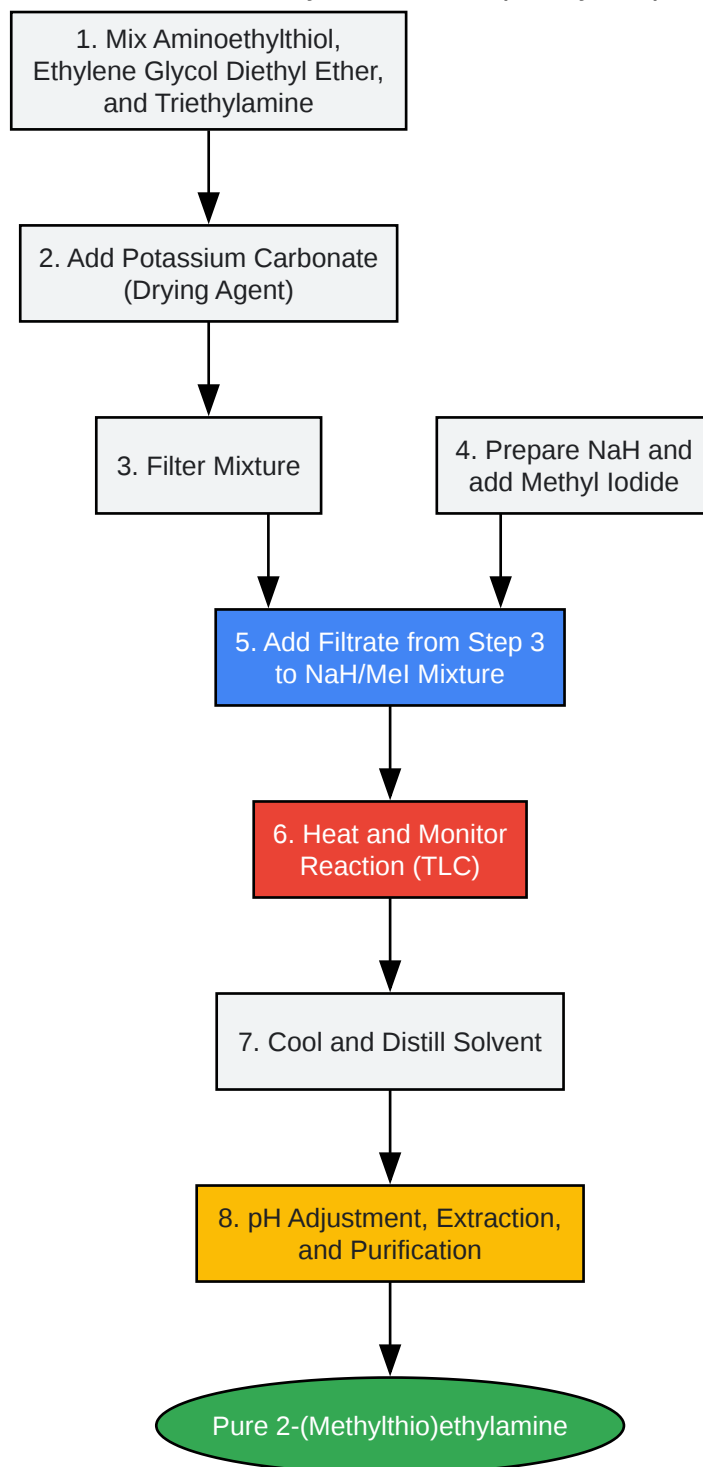 1. Mix Aminoethylthiol,
Ethylene Glycol Diethyl Ether,
and Triethylamine
2. Add Potassium Carbonate
(Drying Agent)
3. Filter Mixture
4. Prepare NaH and
add Methyl Iodide
5. Add Filtrate from Step 3
to NaH/MeI Mixture
6. Heat and Monitor
Reaction (TLC)
7. Cool and Distill Solvent
8. pH Adjustment, Extraction,
and Purification
Pure 2-(Methylthio)ethylamine